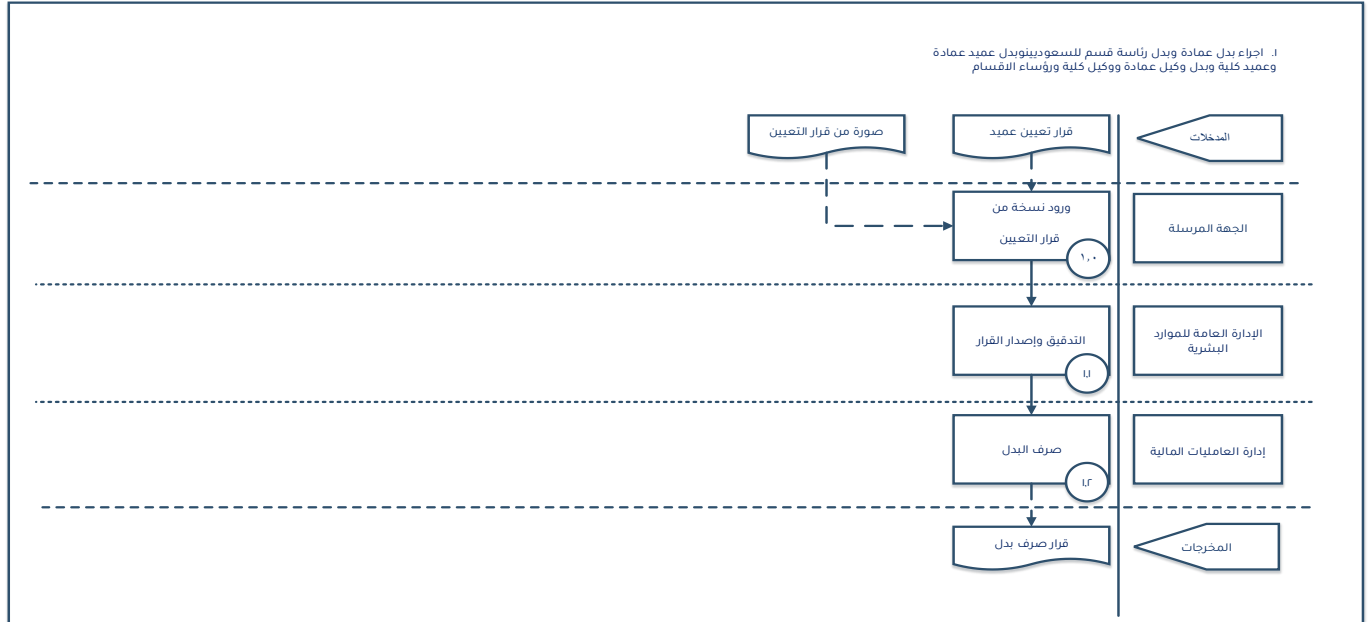 ١. اجراء بدل عمادة وبدل رئاسة قسم للسعوديينوبدل عميد عمادة
وعميد كلية وبدل وكيل عمادة ووكيل كلية ورؤساء الاقسام
المدخلات
قرار تعيين عميد
صورة من قرار التعيين
الجهة المرسلة
ورود نسخة من
قرار التعيين
١,٠
الإدارة العامة للموارد
البشرية
التدقيق وإصدار القرار
١,١
إدارة العامليات المالية
صرف البدل
١,٢
المخرجات
قرار صرف بدل